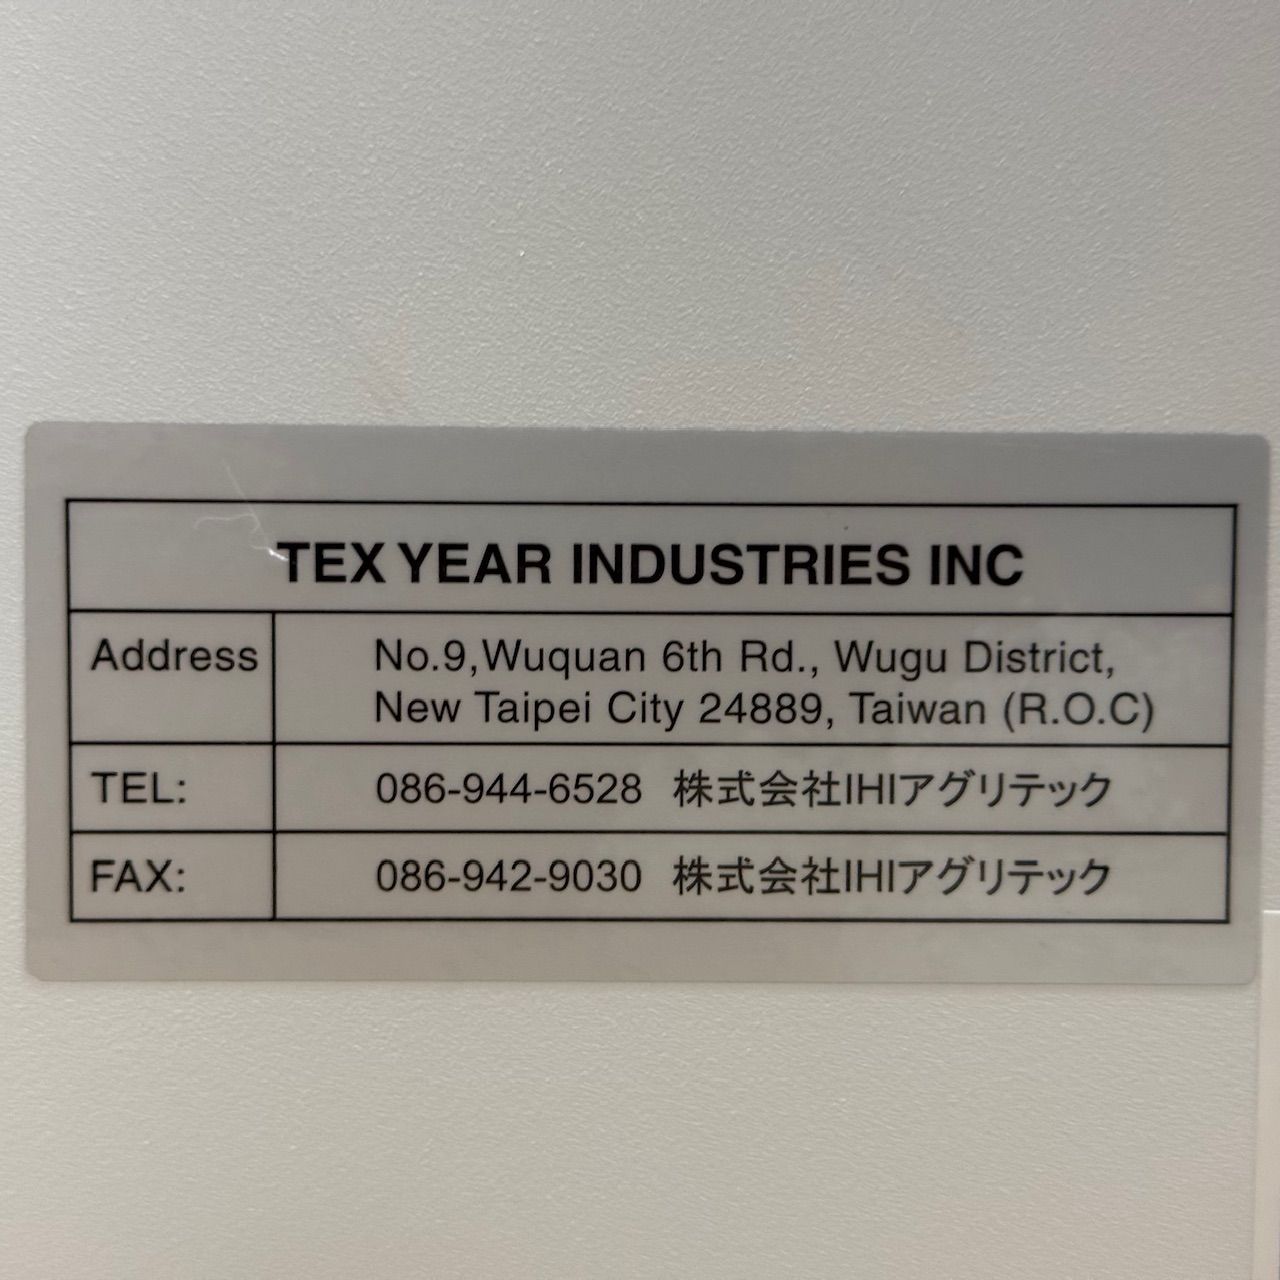 TEX YEAR INDUSTRIES INC
Address
No.9,Wuquan 6th Rd., Wugu District,
New Taipei City 24889, Taiwan (R.O.C)
TEL: 086-944-6528 株式会社IHIアグリテック
FAX: 086-942-9030 株式会社IHIアグリテック